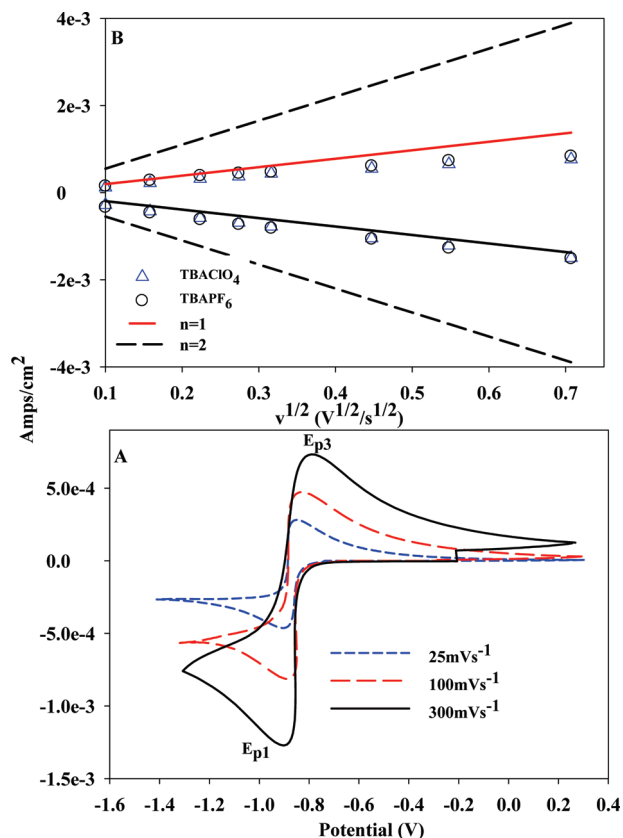 4e-3
B
2e-3
0
-2e-3
-4e-3
TBAClO4
TBAPF6
n=1
n=2
0.1 0.2 0.3 0.4 0.5 0.6 0.7
v1/2 (V1/2/s1/2)
Amps/cm2
A
Ep3
5.0e-4
0.0
-5.0e-4
-1.0e-3
-1.5e-3
Ep1
25mVs-1
100mVs-1
300mVs-1
-1.6 -1.4 -1.2 -1.0 -0.8 -0.6 -0.4 -0.2 0.0 0.2 0.4
Potential (V)